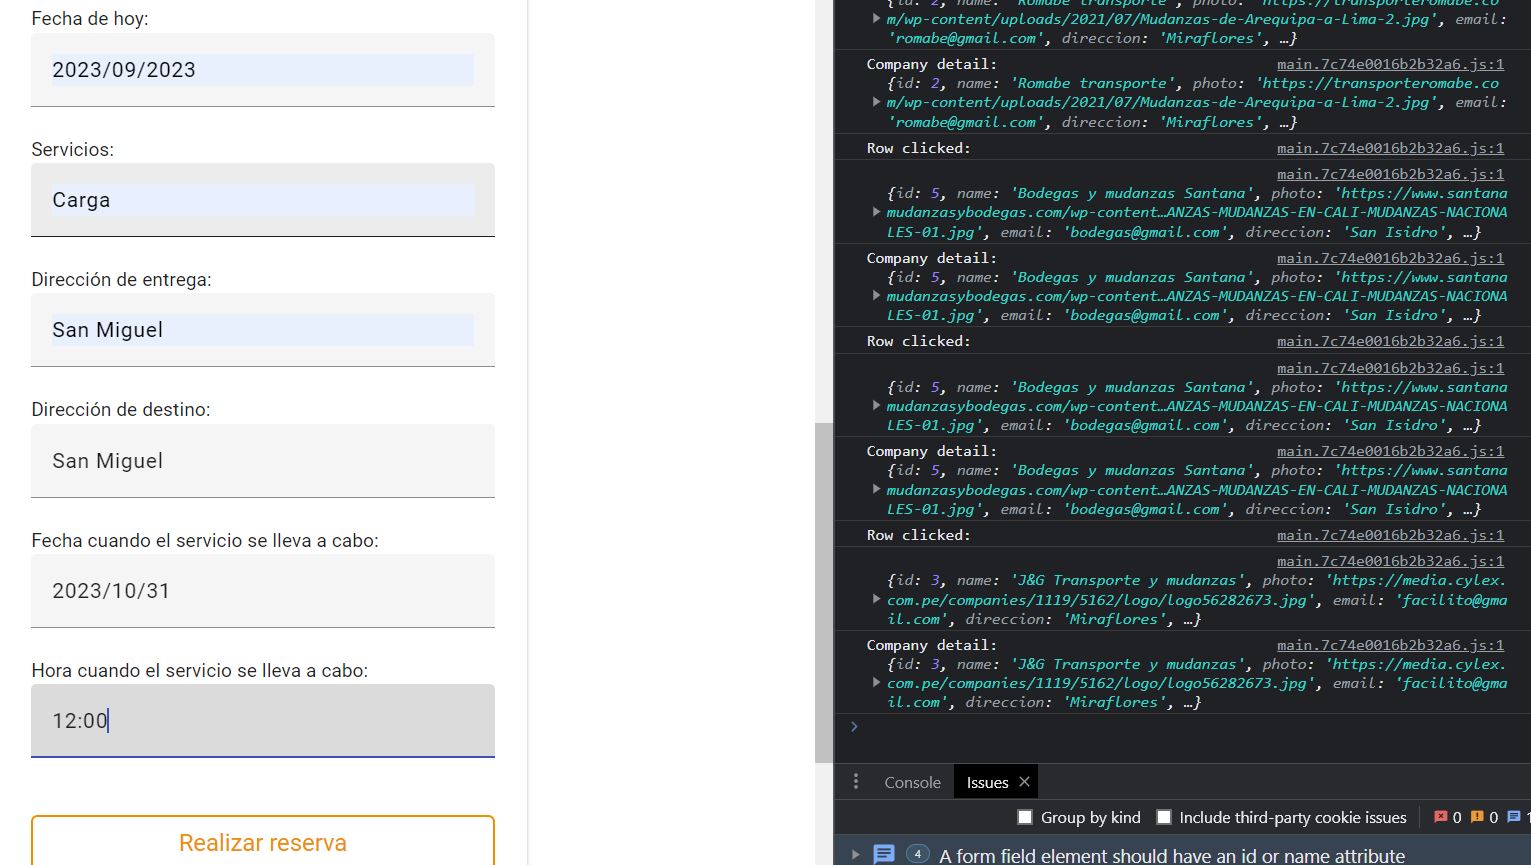 Fecha de hoy:
2023/09/2023
Servicios:
Carga
Dirección de entrega:
San Miguel
Dirección de destino:
San Miguel
Fecha cuando el servicio se lleva a cabo:
2023/10/31
Hora cuando el servicio se lleva a cabo:
12:00
Realizar reserva
{id: 2, name: 'Romabe transporte', photo: 'https://transporteromabe.co
m/wp-content/uploads/2021/07/Mudanzas-de-Arequipa-a-Lima-2.jpg', email:
'romabe@gmail.com', direccion: 'Miraflores', …}
Company detail: main.7c74e0016b2b32a6.js:1
{id: 2, name: 'Romabe transporte', photo: 'https://transporteromabe.co
m/wp-content/uploads/2021/07/Mudanzas-de-Arequipa-a-Lima-2.jpg', email:
'romabe@gmail.com', direccion: 'Miraflores', …}
Row clicked: main.7c74e0016b2b32a6.js:1
main.7c74e0016b2b32a6.js:1
{id: 5, name: 'Bodegas y mudanzas Santana', photo: 'https://www.santana
mudanzasybodegas.com/wp-content…ANZAS-MUDANZAS-EN-CALI-MUDANZAS-NACIONA
LES-01.jpg', email: 'bodegas@gmail.com', direccion: 'San Isidro', …}
Company detail: main.7c74e0016b2b32a6.js:1
{id: 5, name: 'Bodegas y mudanzas Santana', photo: 'https://www.santana
mudanzasybodegas.com/wp-content…ANZAS-MUDANZAS-EN-CALI-MUDANZAS-NACIONA
LES-01.jpg', email: 'bodegas@gmail.com', direccion: 'San Isidro', …}
Row clicked: main.7c74e0016b2b32a6.js:1
main.7c74e0016b2b32a6.js:1
{id: 5, name: 'Bodegas y mudanzas Santana', photo: 'https://www.santana
mudanzasybodegas.com/wp-content…ANZAS-MUDANZAS-EN-CALI-MUDANZAS-NACIONA
LES-01.jpg', email: 'bodegas@gmail.com', direccion: 'San Isidro', …}
Company detail: main.7c74e0016b2b32a6.js:1
{id: 5, name: 'Bodegas y mudanzas Santana', photo: 'https://www.santana
mudanzasybodegas.com/wp-content…ANZAS-MUDANZAS-EN-CALI-MUDANZAS-NACIONA
LES-01.jpg', email: 'bodegas@gmail.com', direccion: 'San Isidro', …}
Row clicked: main.7c74e0016b2b32a6.js:1
main.7c74e0016b2b32a6.js:1
{id: 3, name: 'J&G Transporte y mudanzas', photo: 'https://media.cylex.
com.pe/companies/1119/5162/logo/logo56282673.jpg', email: 'facilito@gma
il.com', direccion: 'Miraflores', …}
Company detail: main.7c74e0016b2b32a6.js:1
{id: 3, name: 'J&G Transporte y mudanzas', photo: 'https://media.cylex.
com.pe/companies/1119/5162/logo/logo56282673.jpg', email: 'facilito@gma
il.com', direccion: 'Miraflores', …}
Console Issues
Group by kind Include third-party cookie issues 0 0 1
4 A form field element should have an id or name attribute